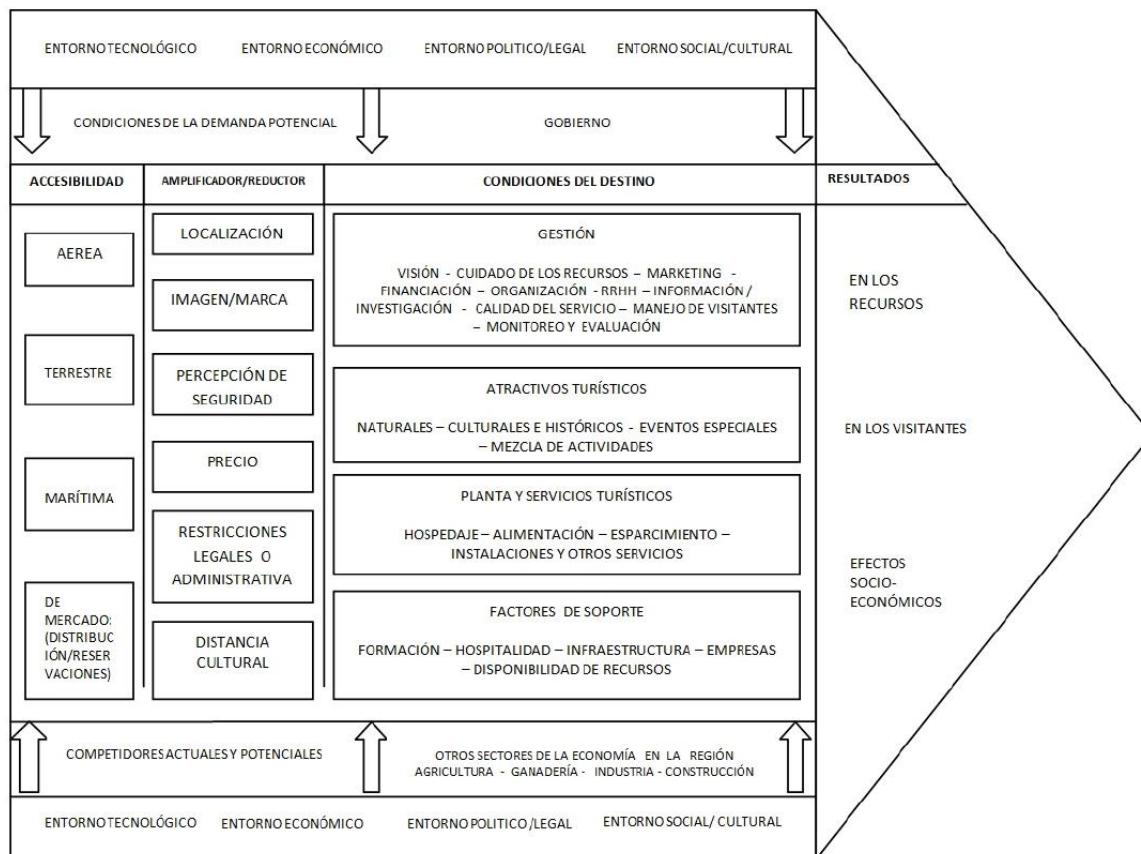 ENTORNO TECNOLÓGICO ENTORNO ECONÓMICO ENTORNO POLITICO/LEGAL ENTORNO SOCIAL/CULTURAL
CONDICIONES DE LA DEMANDA POTENCIAL GOBIERNO
ACCESIBILIDAD AMPLIFICADOR/REDUCTOR CONDICIONES DEL DESTINO RESULTADOS
AEREA
TERRESTRE
MARÍTIMA
DE
MERCADO:
(DISTRIBUC
IÓN/RESER
VACIONES)
LOCALIZACIÓN
IMAGEN/MARCA
PERCEPCIÓN DE
SEGURIDAD
PRECIO
RESTRICCIONES
LEGALES O
ADMINISTRATIVA
DISTANCIA
CULTURAL
GESTIÓN
VISIÓN - CUIDADO DE LOS RECURSOS – MARKETING -
FINANCIACIÓN – ORGANIZACIÓN - RRHH – INFORMACIÓN /
INVESTIGACIÓN - CALIDAD DEL SERVICIO – MANEJO DE VISITANTES
– MONITOREO Y EVALUACIÓN
ATRACTIVOS TURÍSTICOS
NATURALES – CULTURALES E HISTÓRICOS - EVENTOS ESPECIALES
– MEZCLA DE ACTIVIDADES
PLANTA Y SERVICIOS TURÍSTICOS
HOSPEDAJE – ALIMENTACIÓN – ESPARCIMIENTO –
INSTALACIONES Y OTROS SERVICIOS
FACTORES DE SOPORTE
FORMACIÓN – HOSPITALIDAD – INFRAESTRUCTURA – EMPRESAS
– DISPONIBILIDAD DE RECURSOS
EN LOS
RECURSOS
EN LOS VISITANTES
EFECTOS
SOCIO-
ECONÓMICOS
COMPETIDORES ACTUALES Y POTENCIALES
OTROS SECTORES DE LA ECONOMÍA EN LA REGIÓN
AGRICULTURA - GANADERÍA - INDUSTRIA - CONSTRUCCIÓN
ENTORNO TECNOLÓGICO ENTORNO ECONÓMICO ENTORNO POLITICO /LEGAL ENTORNO SOCIAL/ CULTURAL